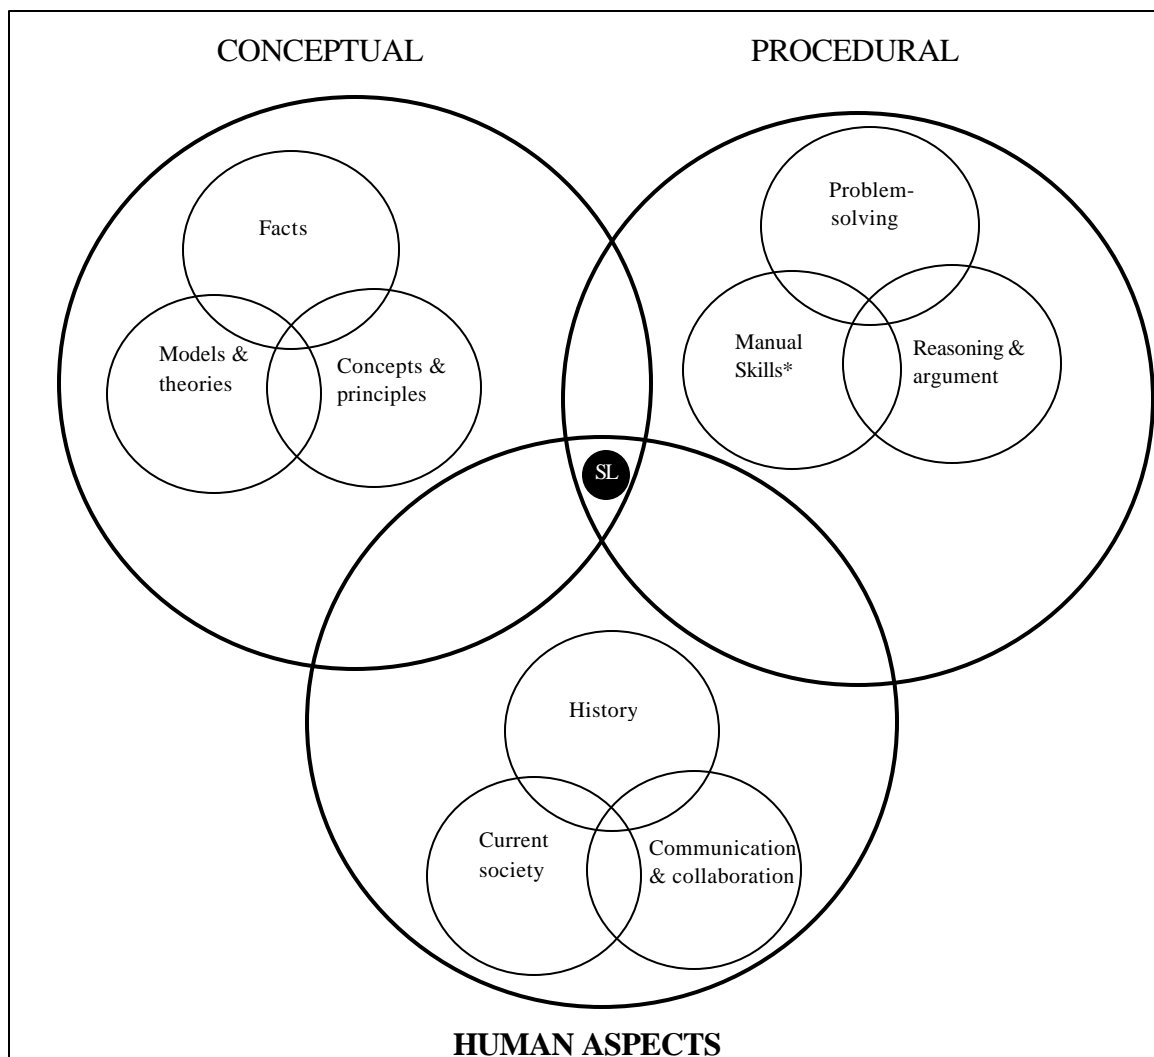 CONCEPTUAL
PROCEDURAL
Facts
Models &
theories
Concepts &
principles
Problem-
solving
Manual
Skills*
Reasoning &
argument
SL
History
Current
society
Communication
& collaboration
HUMAN ASPECTS